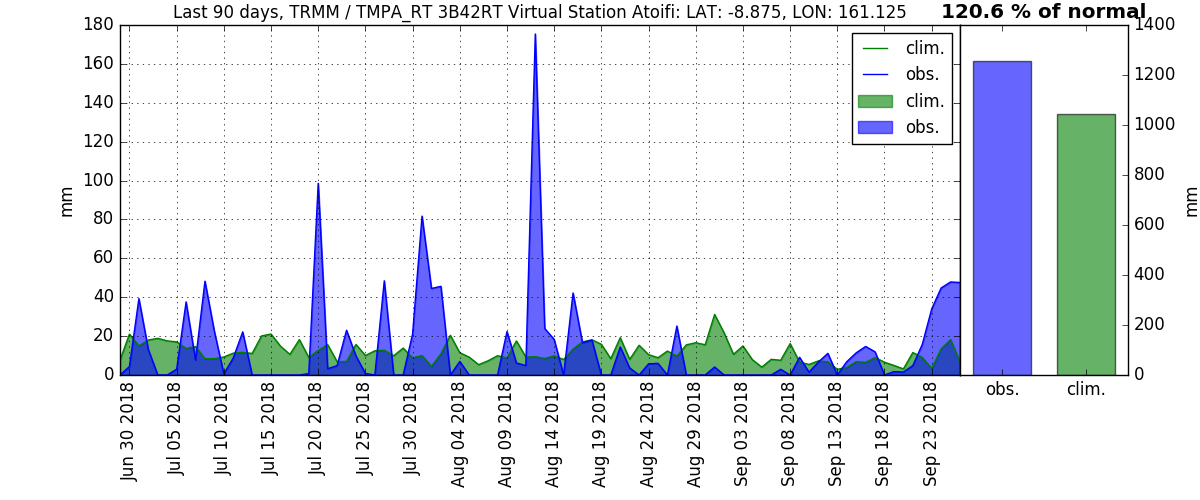 Last 90 days, TRMM / TMPA_RT 3B42RT Virtual Station Atoifi: LAT: -8.875, LON: 161.125
120.6 % of normal
180
160
140
120
100
80
60
40
20
0
mm
clim.
obs.
clim.
obs.
1400
1200
1000
800
600
400
200
0
mm
obs.
clim.
Jun 30 2018
Jul 05 2018
Jul 10 2018
Jul 15 2018
Jul 20 2018
Jul 25 2018
Jul 30 2018
Aug 04 2018
Aug 09 2018
Aug 14 2018
Aug 19 2018
Aug 24 2018
Aug 29 2018
Sep 03 2018
Sep 08 2018
Sep 13 2018
Sep 18 2018
Sep 23 2018